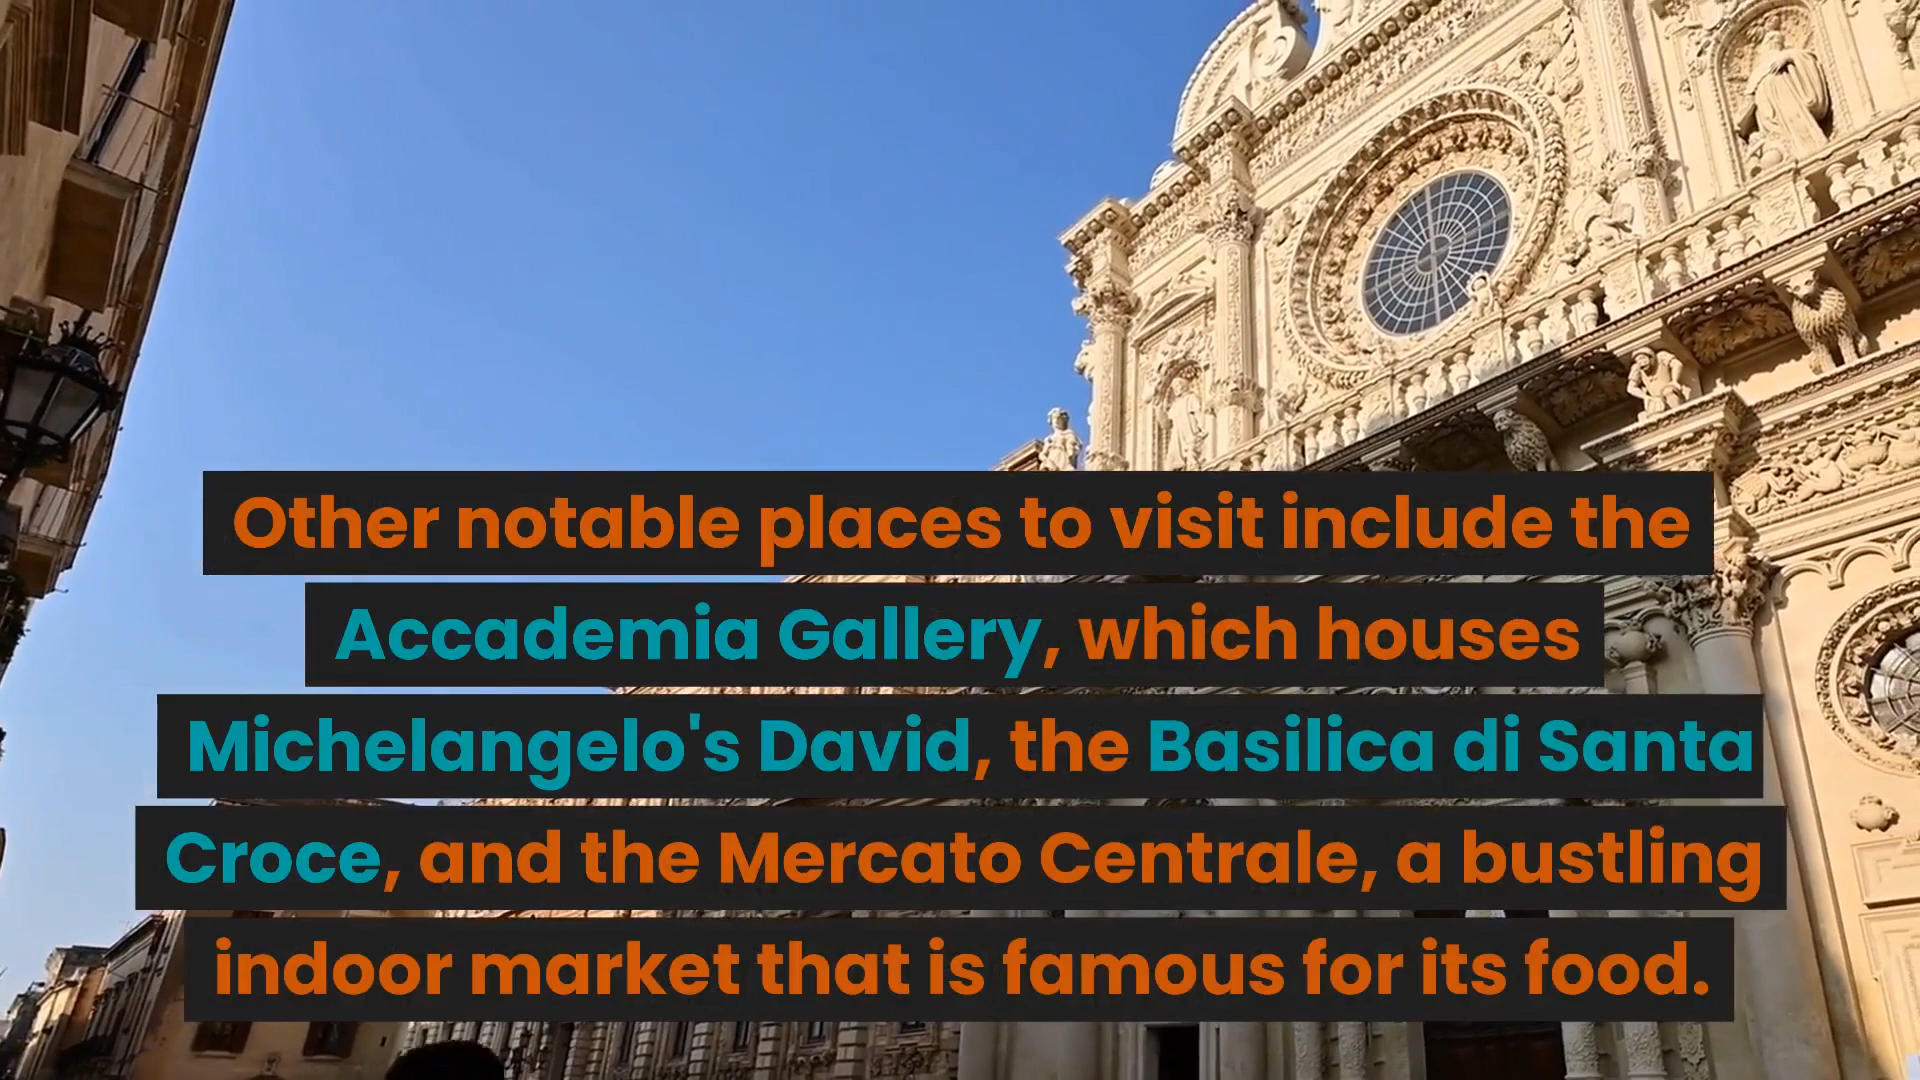 Other notable places to visit include the
Accademia Gallery, which houses
Michelangelo's David, the Basilica di Santa
Croce, and the Mercato Centrale, a bustling
indoor market that is famous for its food.